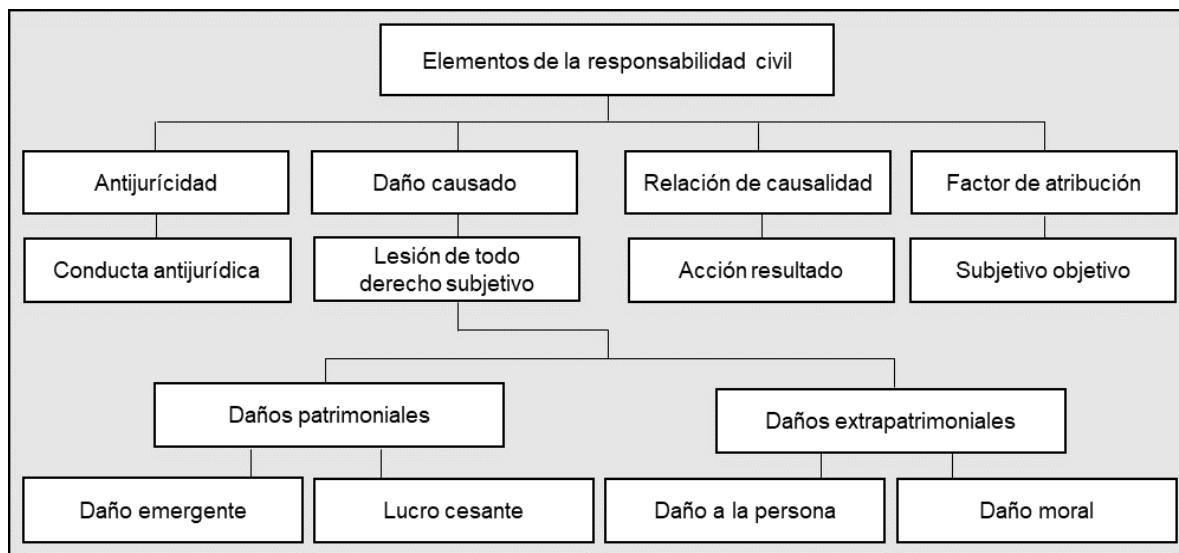 Elementos de la responsabilidad civil
Antijurícidad
Daño causado
Relación de causalidad
Factor de atribución
Conducta antijurídica
Lesión de todo
derecho subjetivo
Acción resultado
Subjetivo objetivo
Daños patrimoniales
Daños extrapatrimoniales
Daño emergente
Lucro cesante
Daño a la persona
Daño moral